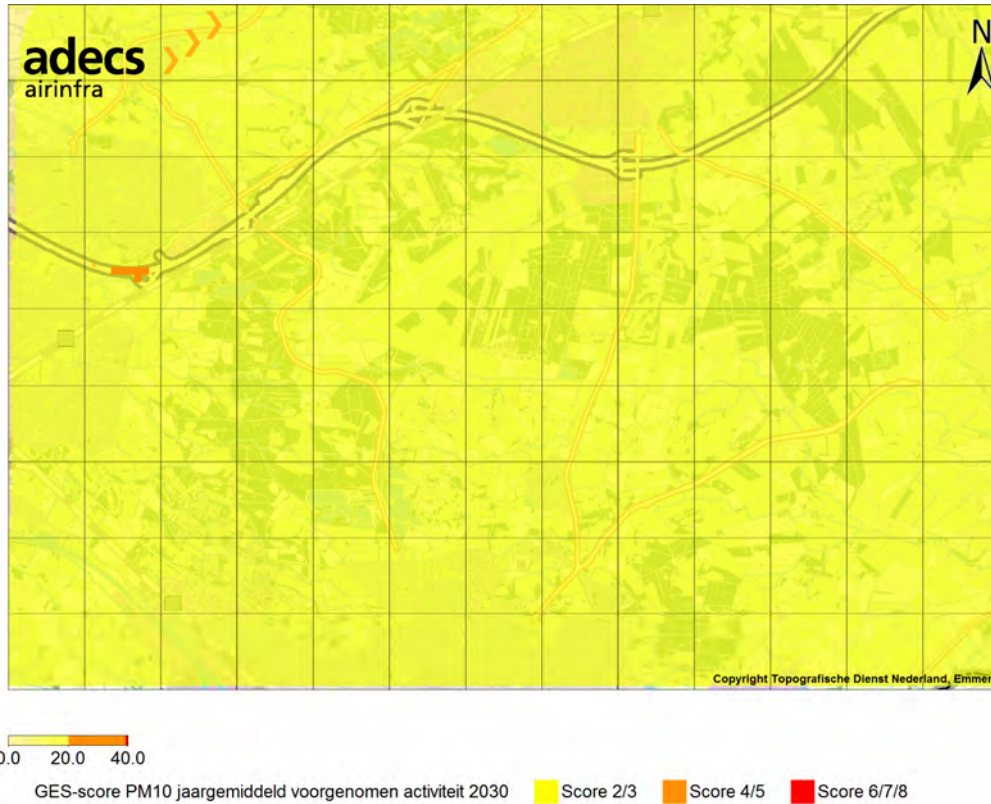 adecs
airinfra
N
Copyright Topografische Dienst Nederland, Emmen
0.0 20.0 40.0
GES-score PM10 jaargemiddeld voorgenomen activiteit 2030 Score 2/3 Score 4/5 Score 6/7/8